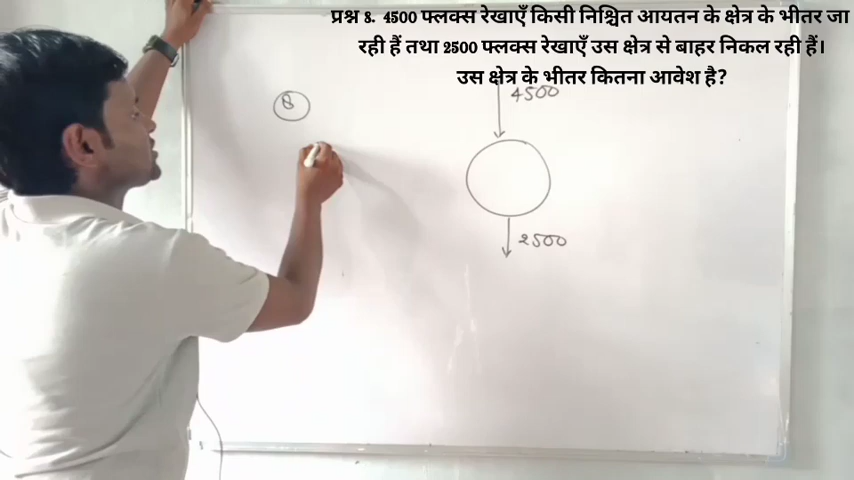 प्रश्न 8. 4500 फ्लक्स रेखाएँ किसी निश्चित आयतन के क्षेत्र के भीतर जा
रही हैं तथा 2500 फ्लक्स रेखाएँ उस क्षेत्र से बाहर निकल रही हैं।
उस क्षेत्र के भीतर कितना आवेश है?
4500
8
2500